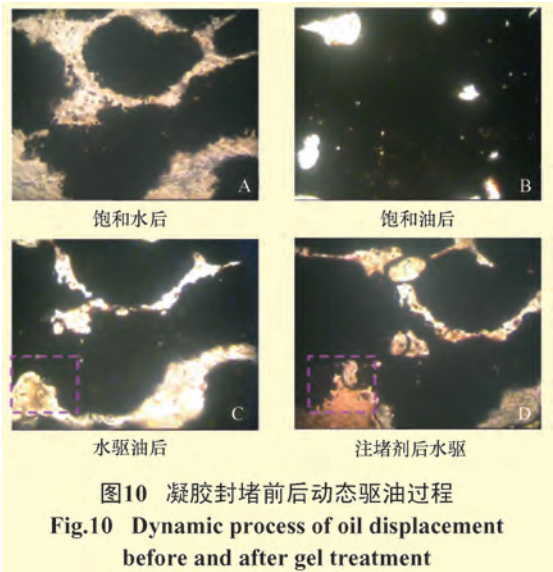 A
B
饱和水后
饱和油后
C
D
水驱油后
注堵剂后水驱
图10 凝胶封堵前后动态驱油过程
Fig.10 Dynamic process of oil displacement
before and after gel treatment